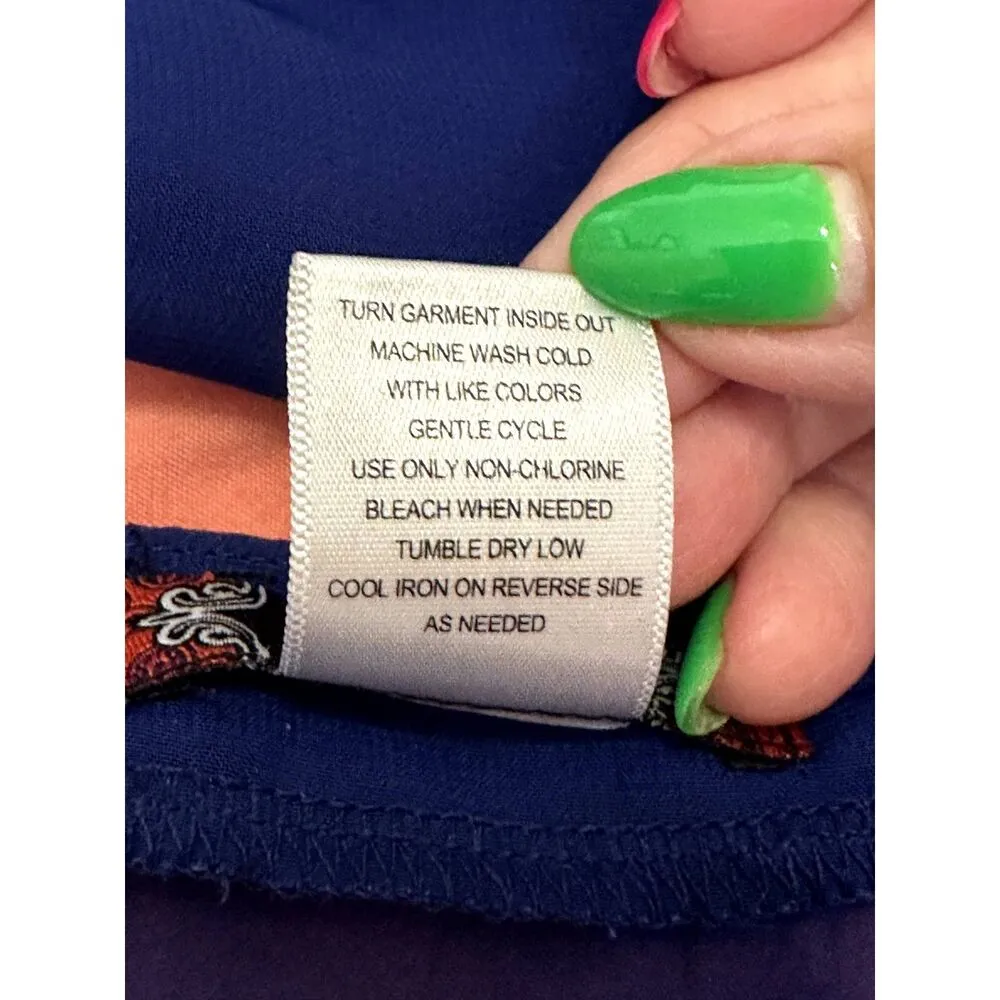 TURN GARMENT INSIDE OUT
MACHINE WASH COLD
WITH LIKE COLORS
GENTLE CYCLE
USE ONLY NON-CHLORINE
BLEACH WHEN NEEDED
TUMBLE DRY LOW
COOL IRON ON REVERSE SIDE
AS NEEDED